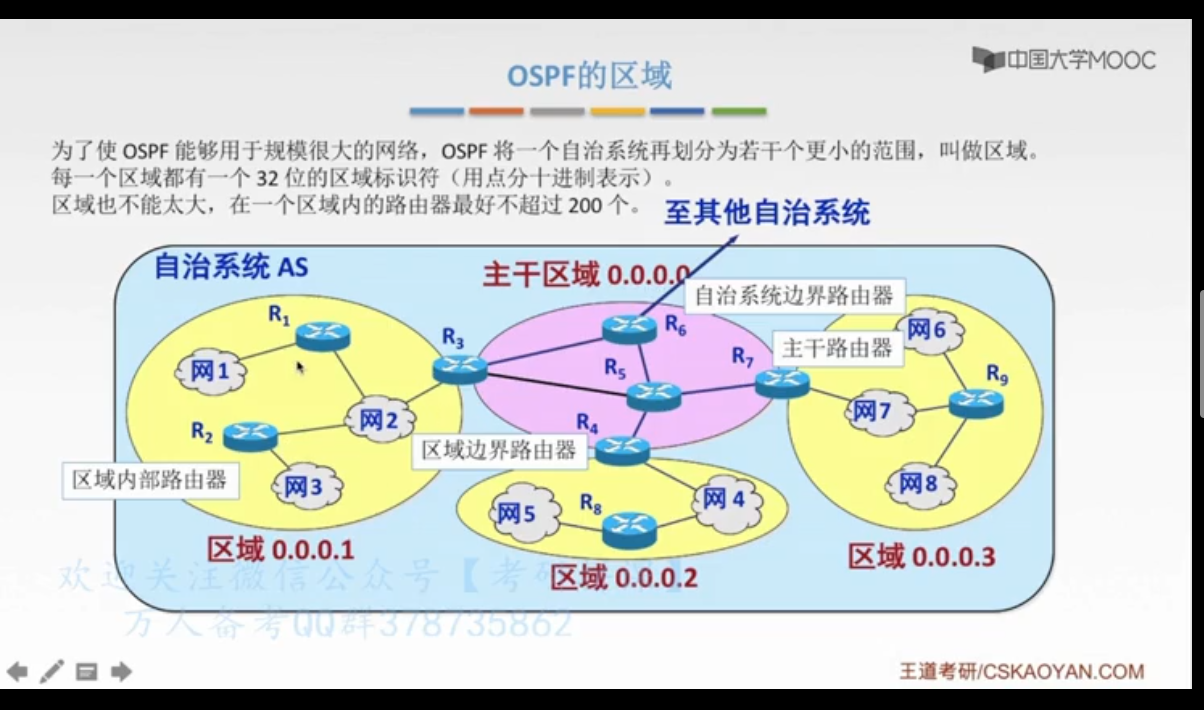 中国大学MOOC
OSPF的区域
为了使 OSPF 能够用于规模很大的网络，OSPF 将一个自治系统再划分为若干个更小的范围，叫做区域。
每一个区域都有一个 32 位的区域标识符（用点分十进制表示）。
区域也不能太大，在一个区域内的路由器最好不超过 200 个。
至其他自治系统
自治系统 AS
主干区域 0.0.0.0
自治系统边界路由器
R1
R6
网6
R3
主干路由器
R7
网1
R5
R9
网2
网7
R4
R2
区域边界路由器
区域内部路由器
网3
网8
网5
R8
网 4
区域 0.0.0.1
区域 0.0.0.3
区域 0.0.0.2
欢迎关注微信公众号【考
万人备考QQ群378735862
王道考研/CSKAOYAN.COM